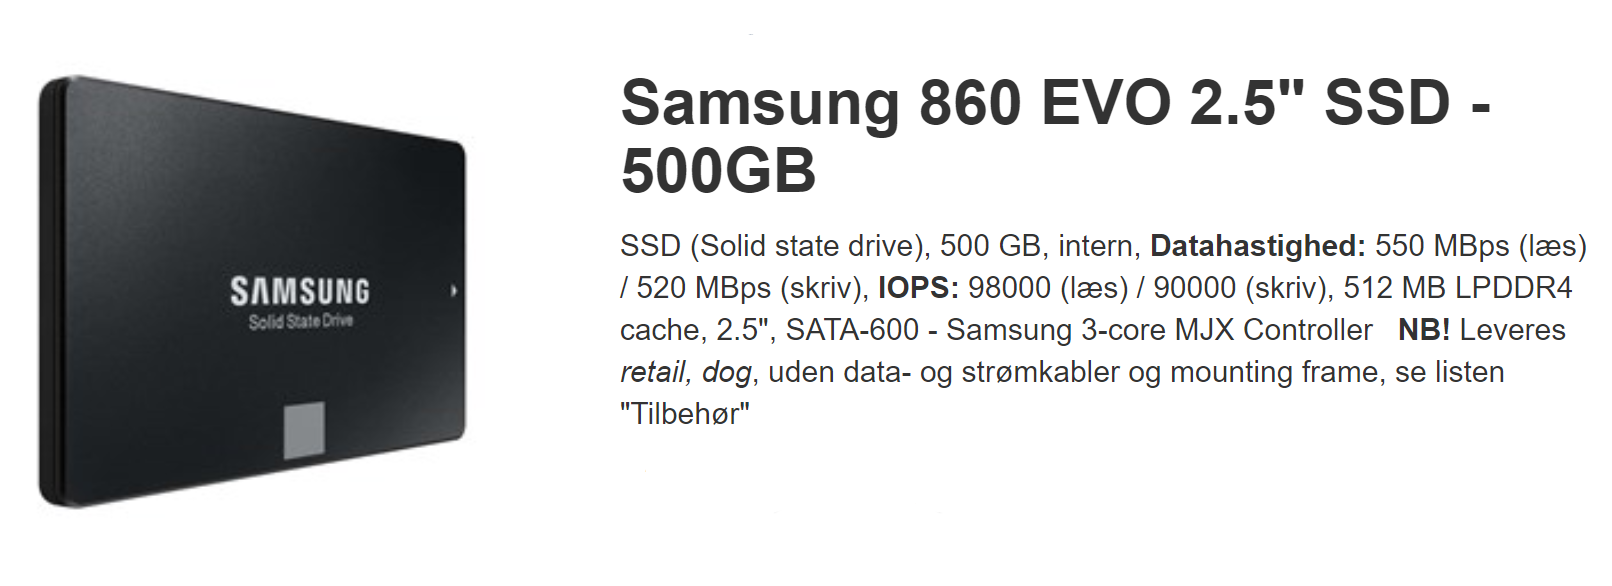 Samsung 860 EVO 2.5" SSD -
500GB
SSD (Solid state drive), 500 GB, intern, Datahastighed: 550 MBps (læs)
/ 520 MBps (skriv), IOPS: 98000 (læs) / 90000 (skriv), 512 MB LPDDR4
cache, 2.5", SATA-600 - Samsung 3-core MJX Controller   NB! Leveres
retail, dog, uden data- og strømkabler og mounting frame, se listen
"Tilbehør"
SAMSUNG
Solid State Drive